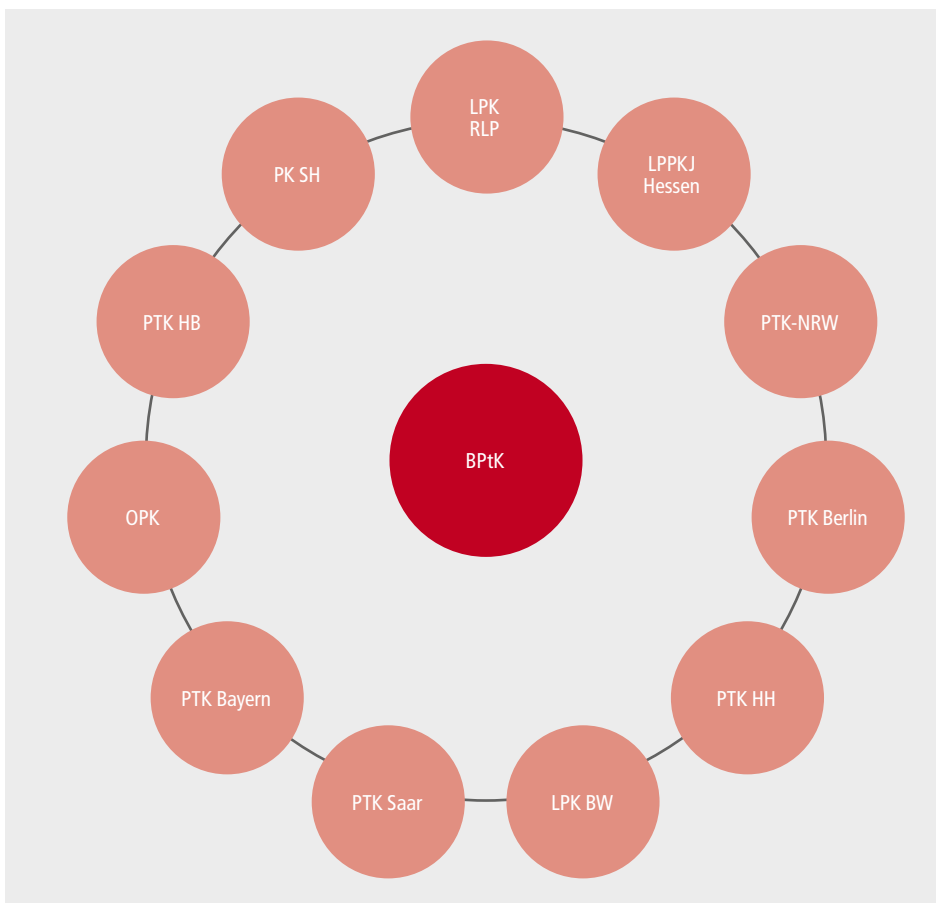 LPK
RLP
LPPKJ
Hessen
PK SH
PTK HB
PTK-NRW
BPtK
OPK
PTK Berlin
PTK Bayern
PTK HH
PTK Saar
LPK BW